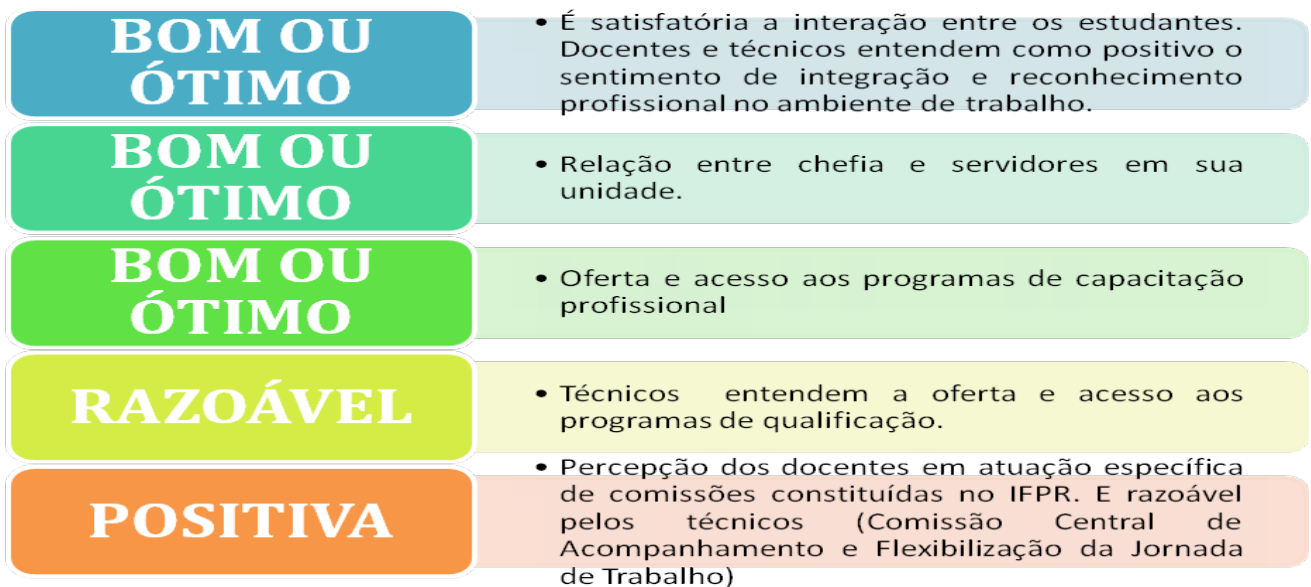 BOM OU
ÓTIMO
• É satisfatória a interação entre os estudantes.
Docentes e técnicos entendem como positivo o
sentimento de integração e reconhecimento
profissional no ambiente de trabalho.
BOM OU
ÓTIMO
• Relação entre chefia e servidores em sua
unidade.
BOM OU
ÓTIMO
• Oferta e acesso aos programas de capacitação
profissional
RAZOÁVEL
• Técnicos entendem a oferta e acesso aos
programas de qualificação.
POSITIVA
• Percepção dos docentes em atuação específica
de comissões constituídas no IFPR. E razoável
pelos técnicos (Comissão Central de
Acompanhamento e Flexibilização da Jornada
de Trabalho)